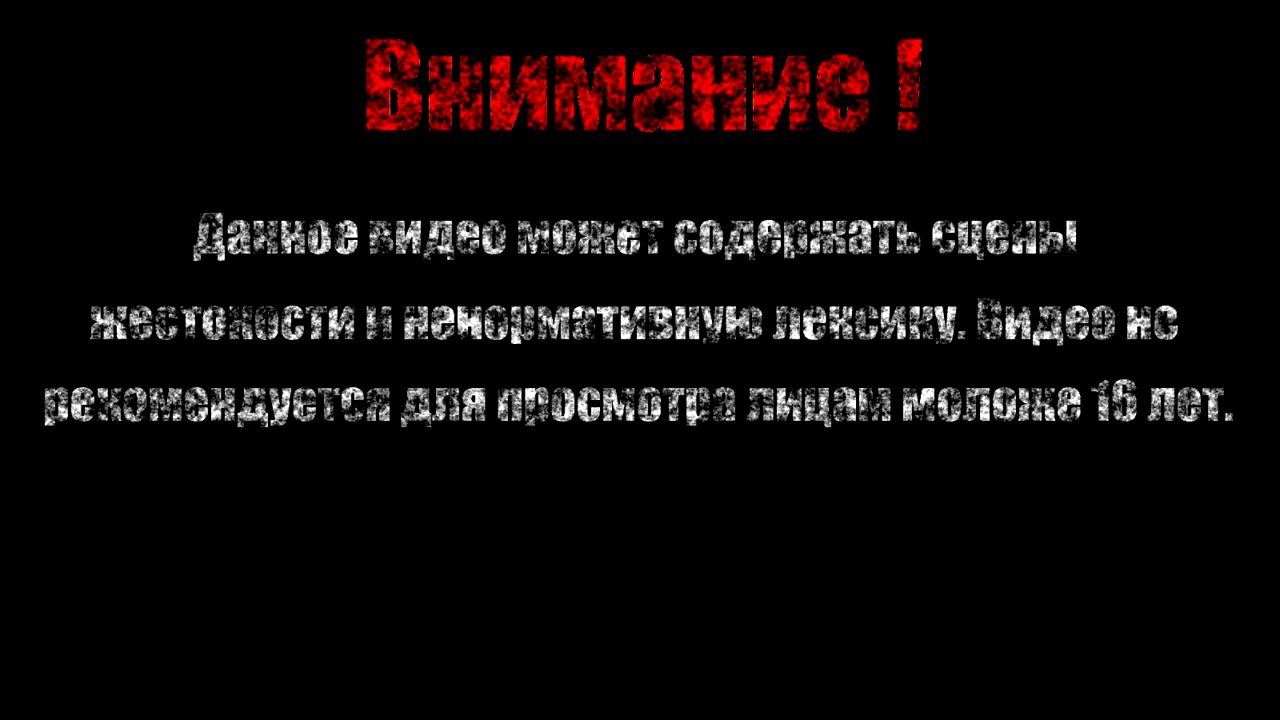 Внимание !
Данное видео может содержать сцены
жестокости и ненормативную лексику. Видео не
рекомендуется для просмотра лицам моложе 16 лет.